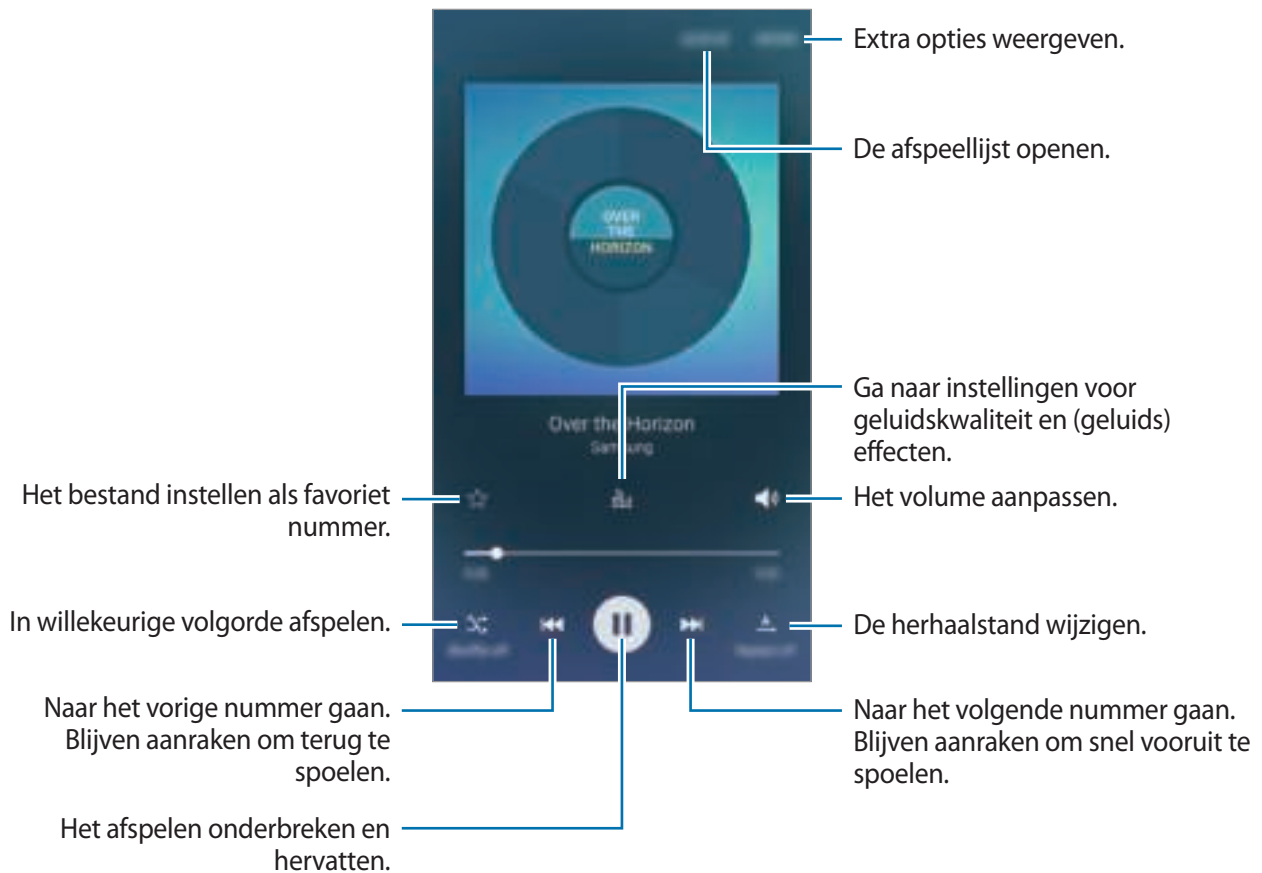 Extra opties weergeven.
De afspeellijst openen.
OVER
THE
HORIZON
Ga naar instellingen voor
geluidskwaliteit en (geluids)
effecten.
Over the Horizon
Samsung
Het bestand instellen als favoriet
nummer.
Het volume aanpassen.
In willekeurige volgorde afspelen.
De herhaalstand wijzigen.
Naar het vorige nummer gaan.
Blijven aanraken om terug te
spoelen.
Naar het volgende nummer gaan.
Blijven aanraken om snel vooruit te
spoelen.
Het afspelen onderbreken en
hervatten.